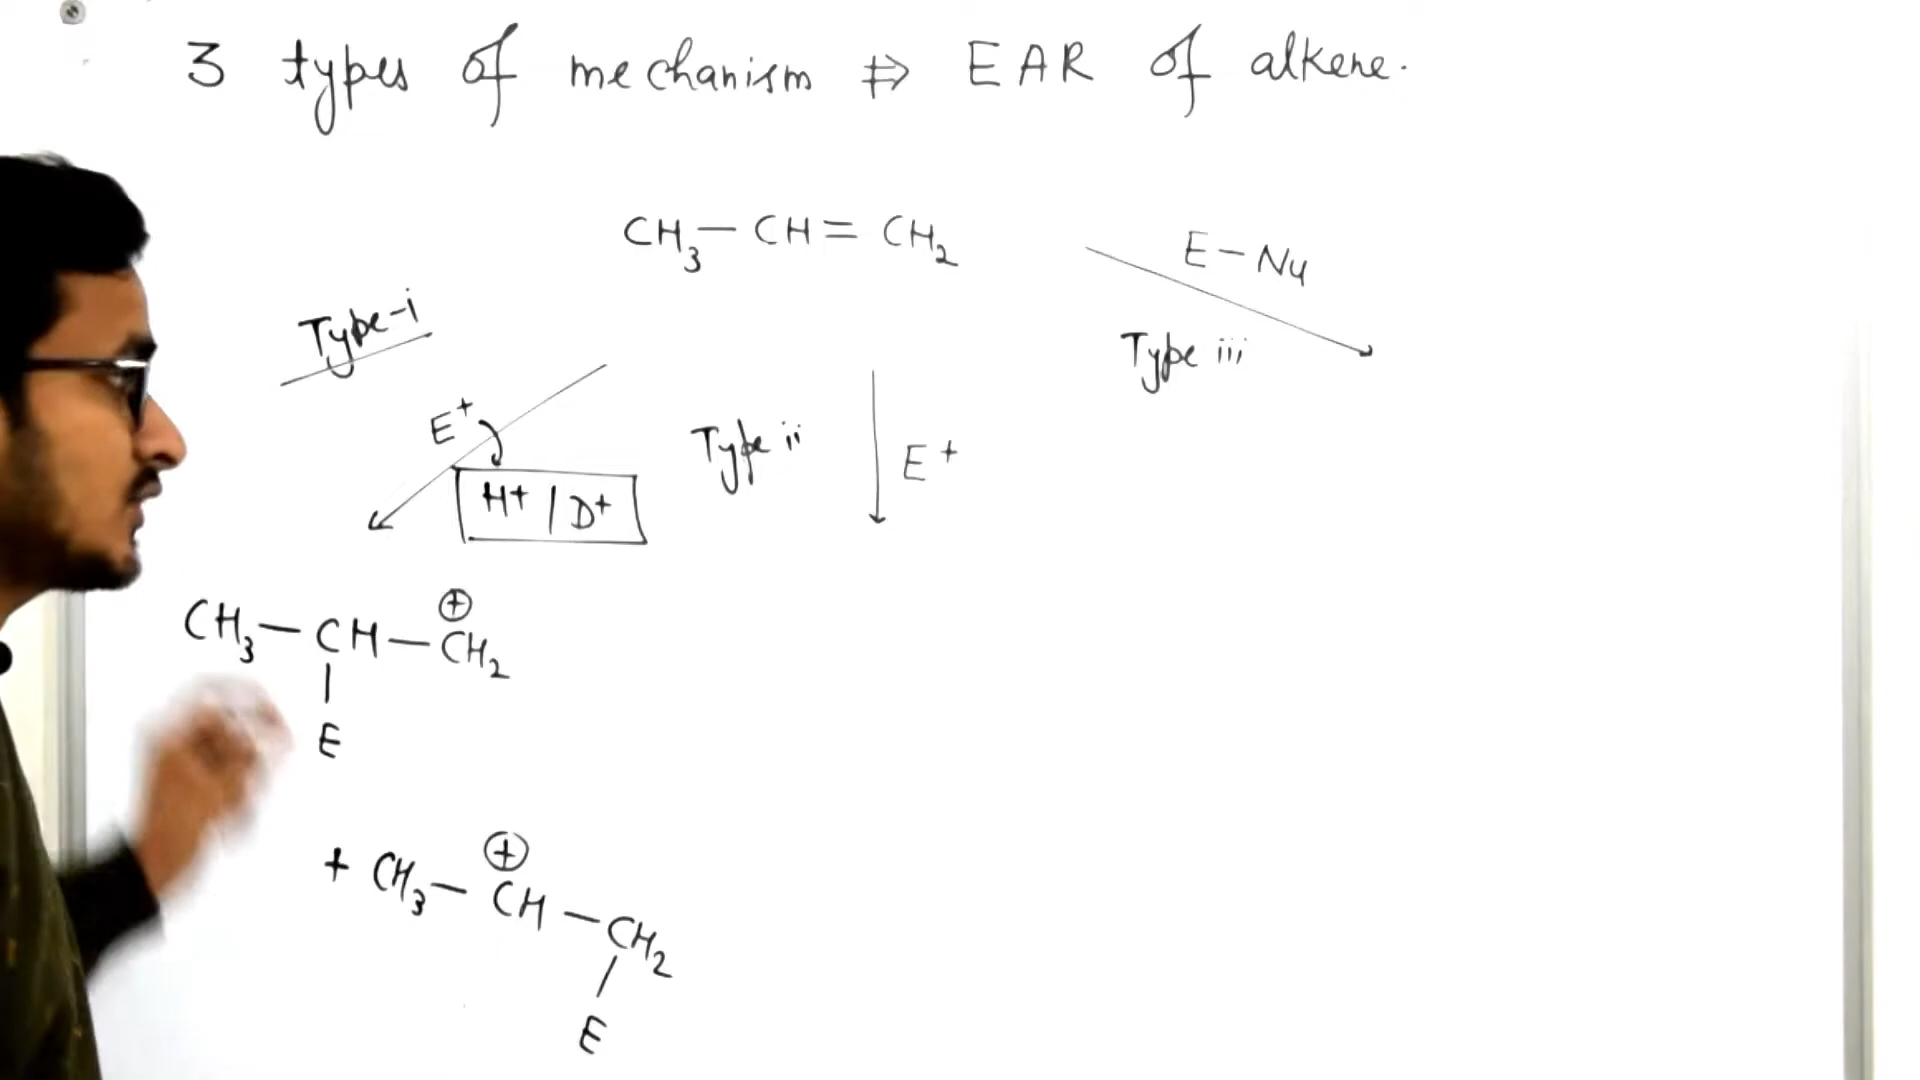 3 types of mechanism ⇒ EAR of alkene.
CH₃ — CH = CH₂
E — Nu
Type-i
Type iii
E⁺
Type ii
E⁺
H⁺ / D⁺
⊕
CH₃ — CH — CH₂
|
E
⊕
+ CH₃ — CH — CH₂
/
E